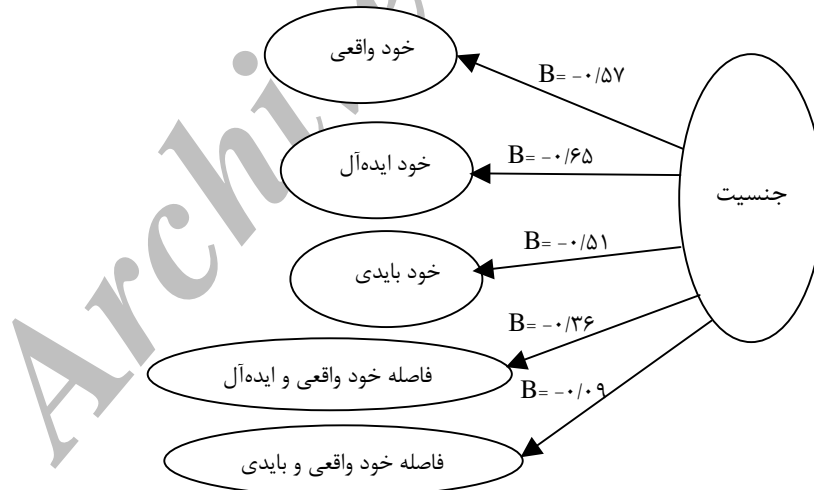 خود واقعی
B= -۰/۵۷
خود ایده‌آل
B= -۰/۶۵
جنسیت
خود بایدی
B= -۰/۵۱
B= -۰/۳۶
فاصله خود واقعی و ایده‌آل
B= -۰/۰۹
فاصله خود واقعی و بایدی